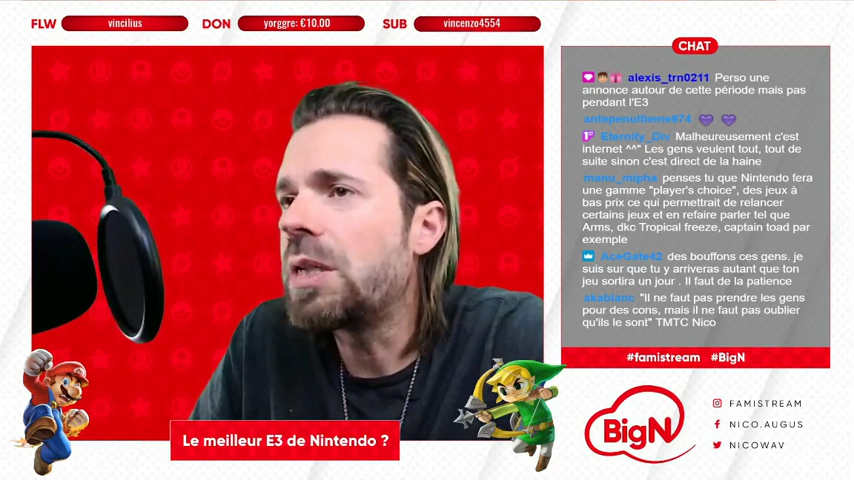 FLW vincilius DON yorggre: €10.00 SUB vincenzo4554
CHAT
alexis_trn0211 Perso une
annonce autour de cette période mais pas
pendant l'E3
antepenultieme974
Eternity_Div Malheureusement c'est
internet ^^" Les gens veulent tout, tout de
suite sinon c'est direct de la haine
manu_mipha penses tu que Nintendo fera
une gamme "player's choice", des jeux à
bas prix ce qui permettrait de relancer
certains jeux et en refaire parler tel que
Arms, dkc Tropical freeze, captain toad par
exemple
AceGate42 des bouffons ces gens. je
suis sur que tu y arriveras autant que ton
jeu sortira un jour . Il faut de la patience
akablanc "Il ne faut pas prendre les gens
pour des cons, mais il ne faut pas oublier
qu'ils le sont" TMTC Nico
#famistream #BigN
Le meilleur E3 de Nintendo ?
BigN
FAMISTREAM
NICO.AUGUS
NICOWAV